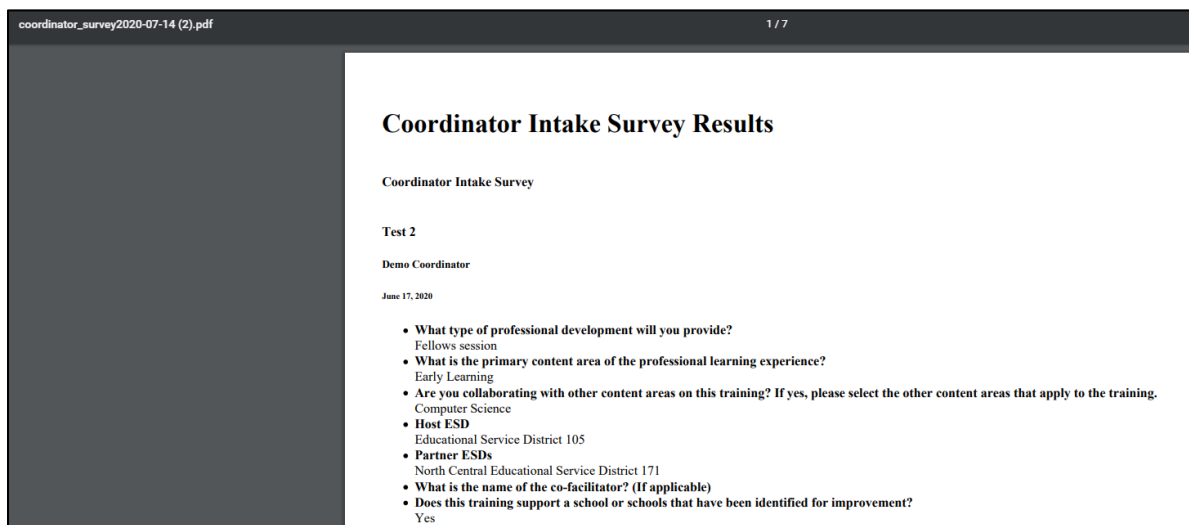 coordinator_survey2020-07-14 (2).pdf
1 / 7
Coordinator Intake Survey Results
Coordinator Intake Survey
Test 2
Demo Coordinator
June 17, 2020
• What type of professional development will you provide?
Fellows session
• What is the primary content area of the professional learning experience?
Early Learning
• Are you collaborating with other content areas on this training? If yes, please select the other content areas that apply to the training.
Computer Science
• Host ESD
Educational Service District 105
• Partner ESDs
North Central Educational Service District 171
• What is the name of the co-facilitator? (If applicable)
• Does this training support a school or schools that have been identified for improvement?
Yes